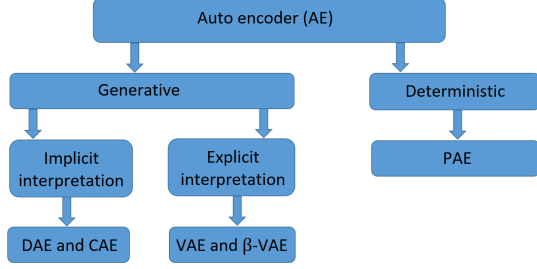 Auto encoder (AE)
Generative
Deterministic
Implicit
interpretation
Explicit
interpretation
PAE
DAE and CAE
VAE and β-VAE